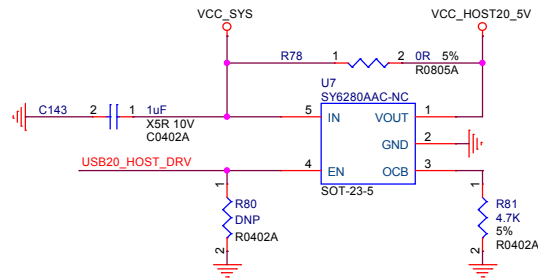 VCC_SYS
VCC_HOST20_5V
R78
1
2
0R
5%
R0805A
U7
SY6280AAC-NC
C143
2
1
1uF
X5R 10V
C0402A
5
IN
VOUT
1
GND
2
USB20_HOST_DRV
4
EN
OCB
3
SOT-23-5
1
R80
DNP
R0402A
2
1
R81
4.7K
5%
R0402A
2